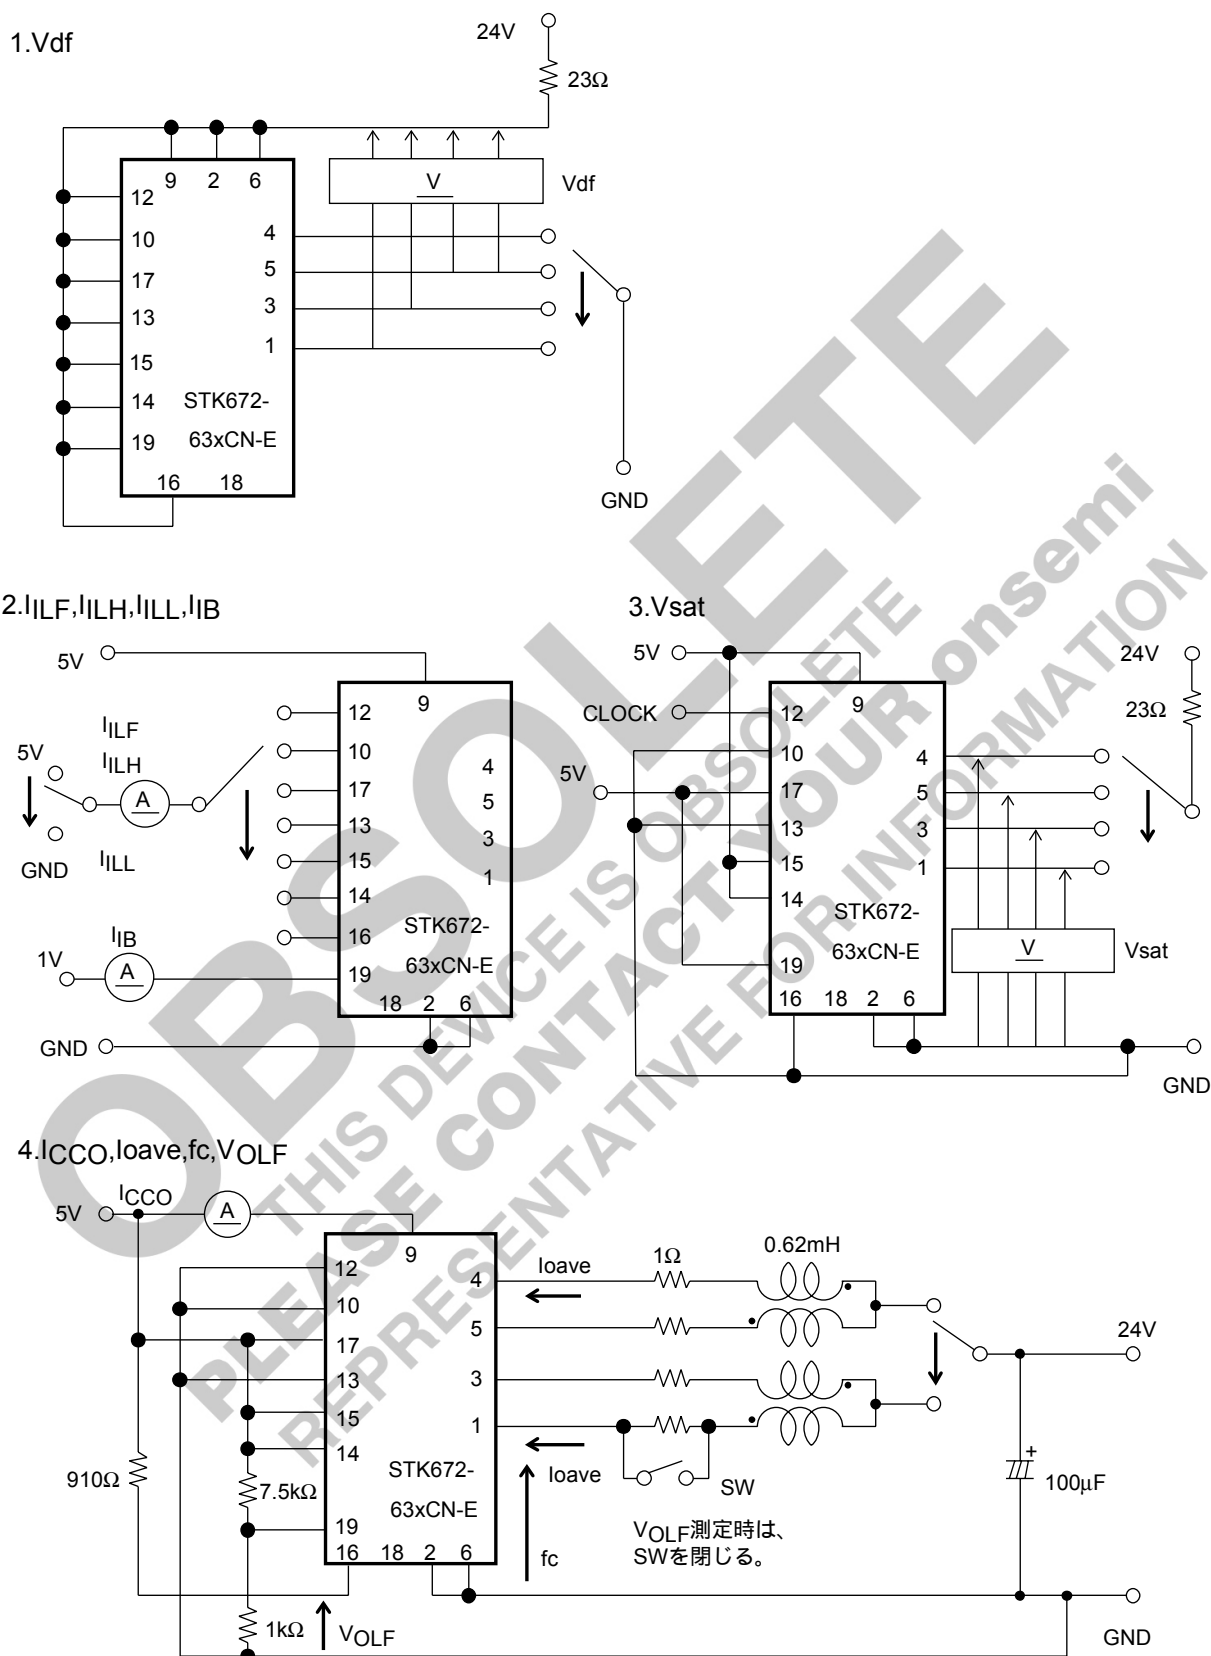 1.Vdf
24V
23Ω
9 2 6
V
Vdf
12
10
17
13
15
14
19
4
5
3
1
STK672-
63xCN-E
16 18
GND
2.IILF,IILH,IILL,IIB
5V
9
12
10
17
13
15
14
16
19
4
5
3
1
IILF
IILH
5V
A
GND
IILL
IIB
1V
A
STK672-
63xCN-E
18 2 6
GND
3.Vsat
5V
CLOCK
5V
9
12
10
17
13
15
14
19
4
5
3
1
24V
23Ω
STK672-
63xCN-E
V
Vsat
16 18 2 6
GND
4.ICCO,Ioave,fc,VOLF
5V
ICCO
A
9
12
10
17
13
15
14
19
4
5
3
1
Ioave
1Ω
0.62mH
24V
Ioave
SW
+
100μF
910Ω
7.5kΩ
STK672-
63xCN-E
16 18 2 6
fc
VOLF測定時は、
SWを閉じる。
1kΩ
VOLF
GND
OBSOLETE
THIS DEVICE IS OBSOLETE
PLEASE CONTACT YOUR onsemi
REPRESENTATIVE FOR INFORMATION